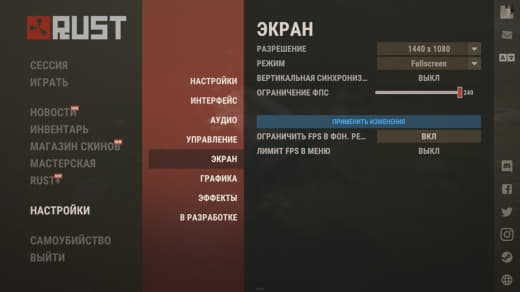 RUST
СЕССИЯ
ИГРАТЬ
НОВОСТИ
ИНВЕНТАРЬ
МАГАЗИН СКИНОВ
МАСТЕРСКАЯ
RUST+
НАСТРОЙКИ
САМОУБИЙСТВО
ВЫЙТИ
НАСТРОЙКИ
ИНТЕРФЕЙС
АУДИО
УПРАВЛЕНИЕ
ЭКРАН
ГРАФИКА
ЭФФЕКТЫ
В РАЗРАБОТКЕ
ЭКРАН
РАЗРЕШЕНИЕ 1440 x 1080
РЕЖИМ Fullscreen
ВЕРТИКАЛЬНАЯ СИНХРОНИЗ... ВЫКЛ
ОГРАНИЧЕНИЕ ФПС 240
ПРИМЕНИТЬ ИЗМЕНЕНИЯ
ОГРАНИЧИТЬ FPS В ФОН. РЕ... ВКЛ
ЛИМИТ FPS В МЕНЮ ВЫКЛ